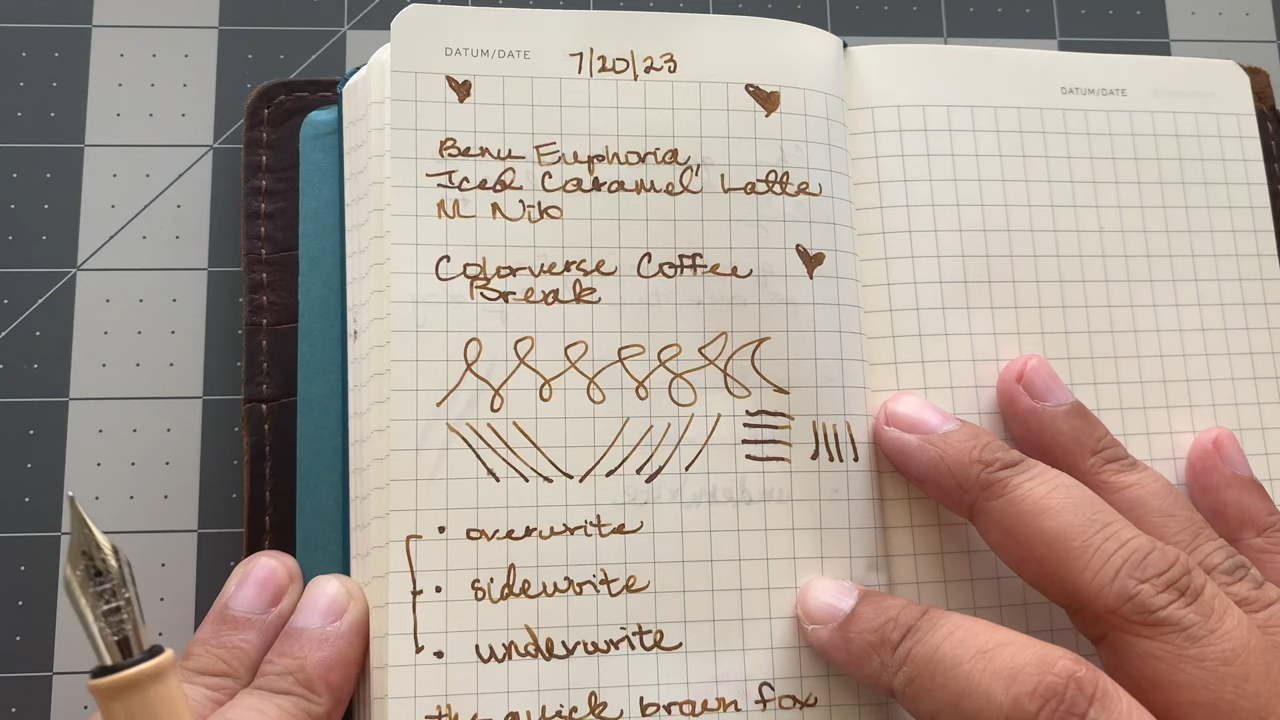 DATUM/DATE 7/20/23
Benu Euphoria,
Iced Caramel Latte
M Nib
Colorverse Coffee
Break
• overwrite
• sidewrite
• underwrite
the quick brown fox
DATUM/DATE